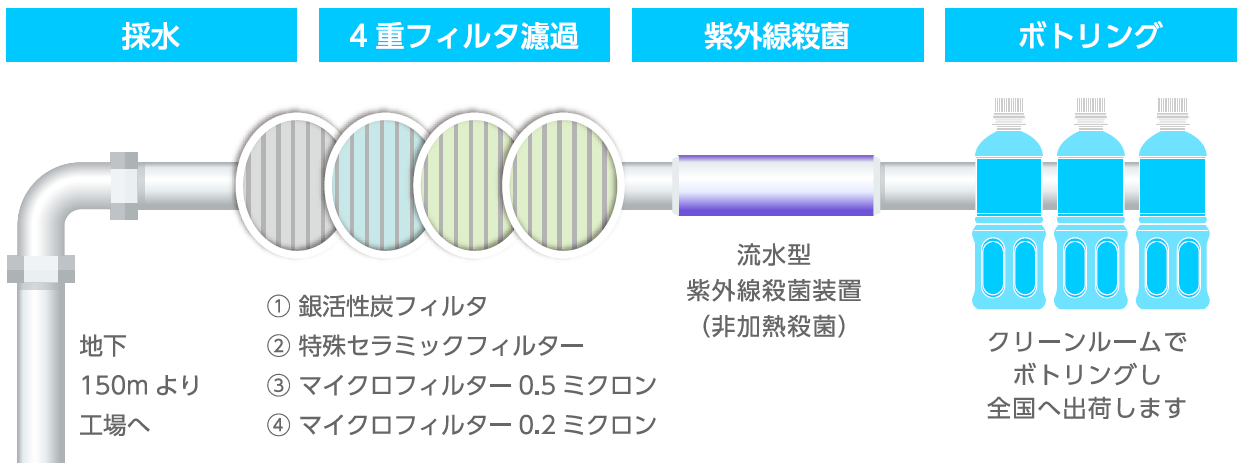 採水
4重フィルタ濾過
紫外線殺菌
ボトリング
地下
150m より
工場へ
① 銀活性炭フィルタ
② 特殊セラミックフィルター
③ マイクロフィルター 0.5 ミクロン
④ マイクロフィルター 0.2 ミクロン
流水型
紫外線殺菌装置
（非加熱殺菌）
クリーンルームで
ボトリングし
全国へ出荷します